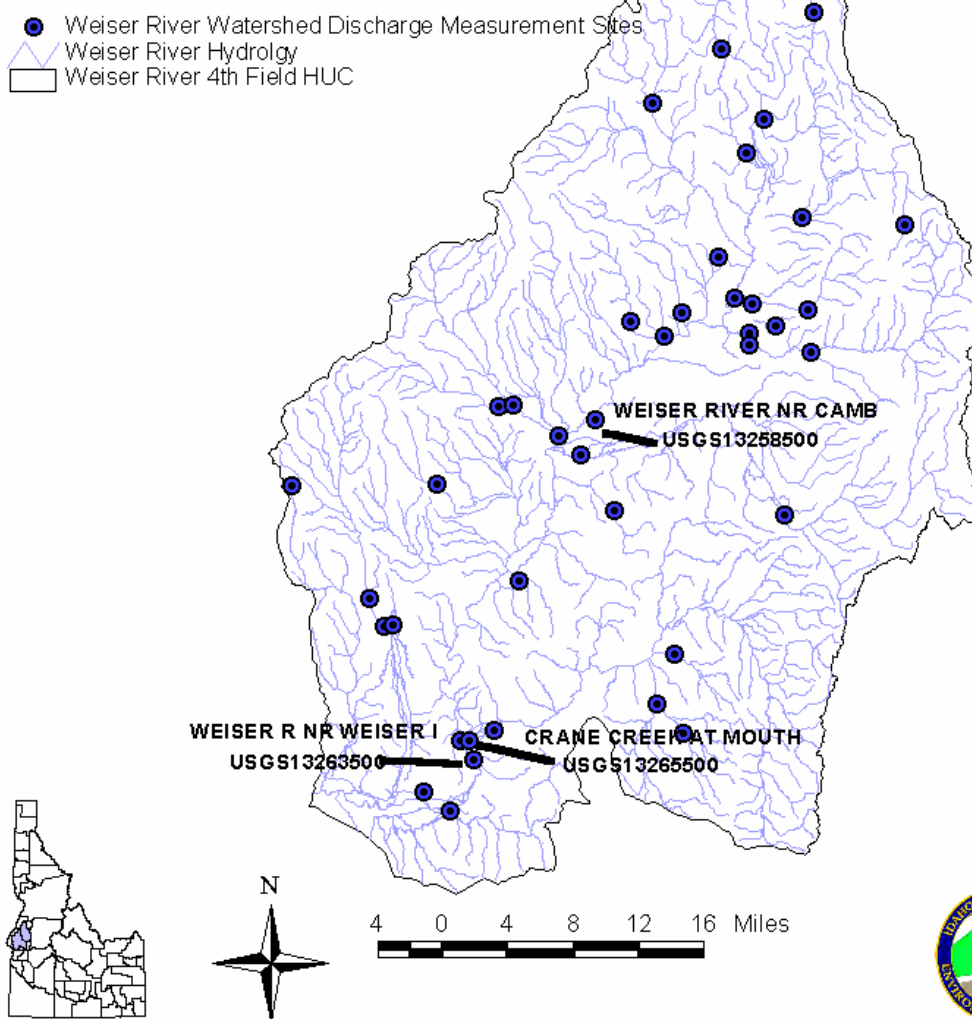 Weiser River Watershed Discharge Measurement Sites
Weiser River Hydrolgy
Weiser River 4th Field HUC
WEISER RIVER NR CAMB
USGS13258500
WEISER R NR WEISER I
USGS13263500
CRANE CREEK AT MOUTH
USGS13265500
N
4 0 4 8 12 16 Miles
IDAHO